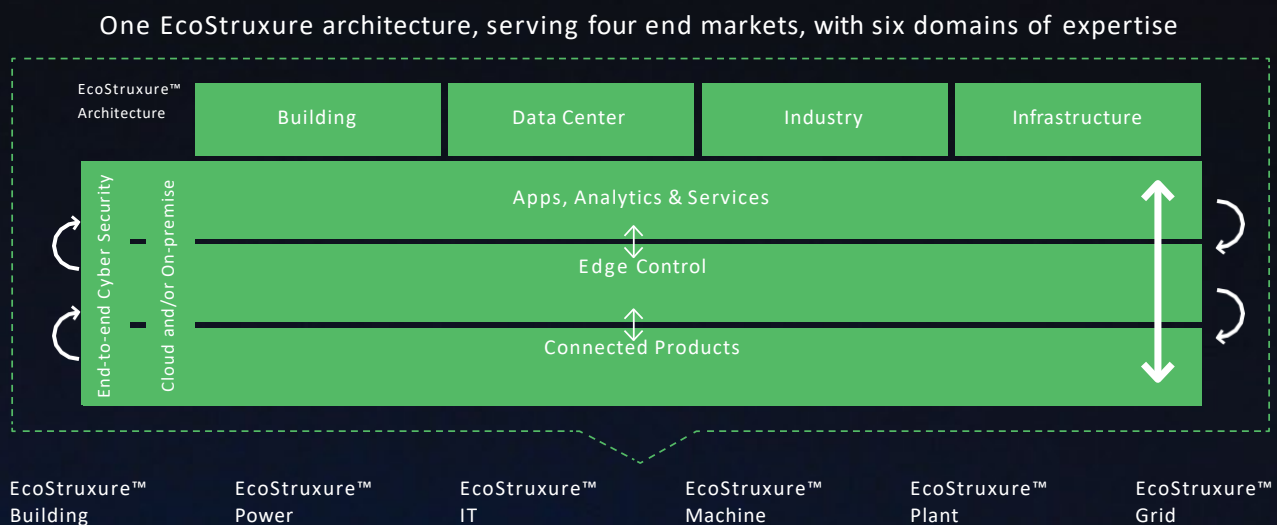 One EcoStruxure architecture, serving four end markets, with six domains of expertise
EcoStruxure™
Architecture
Building
Data Center
Industry
Infrastructure
End-to-end Cyber Security
Cloud and/or On-premise
Apps, Analytics & Services
Edge Control
Connected Products
EcoStruxure™
Building
EcoStruxure™
Power
EcoStruxure™
IT
EcoStruxure™
Machine
EcoStruxure™
Plant
EcoStruxure™
Grid